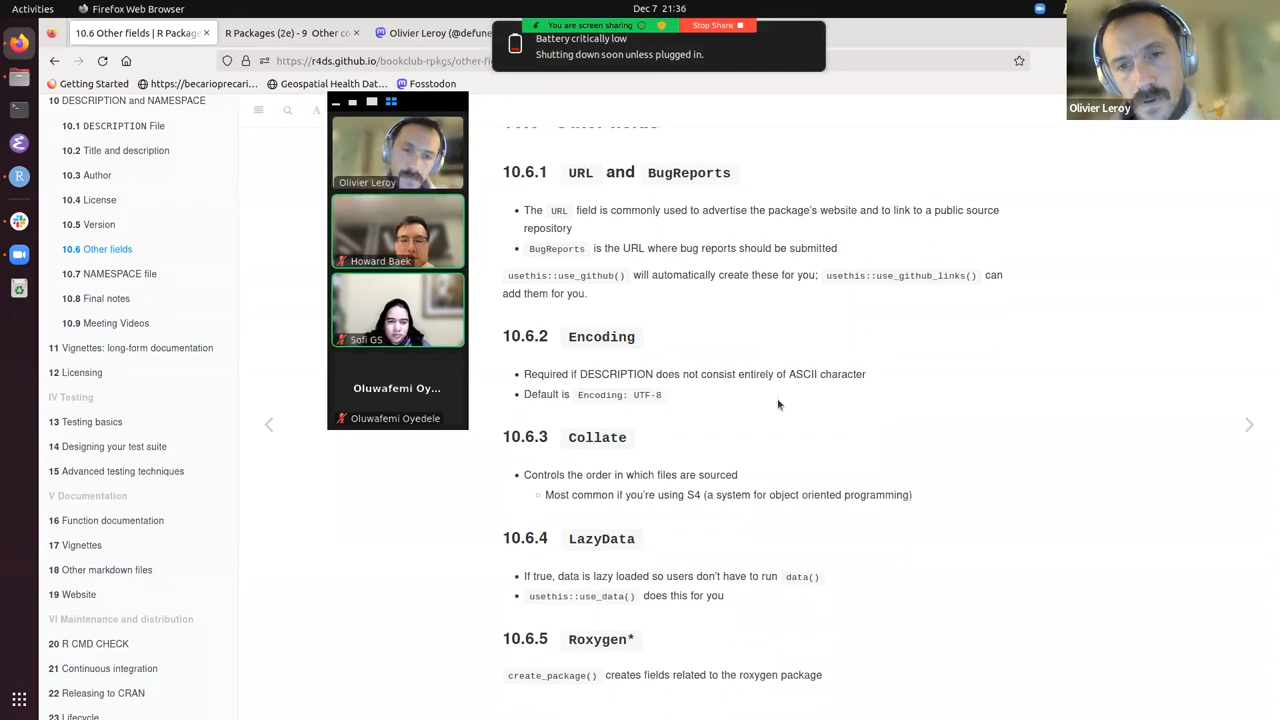 Activities
Firefox Web Browser
Dec 7 21:36
10.6 Other fields | R Package
R Packages (2e) - 9 Other co
Olivier Leroy (@defune
You are screen sharing
Stop Share
Battery critically low
Shutting down soon unless plugged in.
https://r4ds.github.io/bookclub-rpkgs/other-fi
Getting Started
https://becarioprecari...
Geospatial Health Dat...
Fosstodon
Olivier Leroy
10 DESCRIPTION and NAMESPACE
10.1 DESCRIPTION File
10.2 Title and description
10.3 Author
10.4 License
10.5 Version
10.6 Other fields
10.7 NAMESPACE file
10.8 Final notes
10.9 Meeting Videos
11 Vignettes: long-form documentation
12 Licensing
IV Testing
13 Testing basics
14 Designing your test suite
15 Advanced testing techniques
V Documentation
16 Function documentation
17 Vignettes
18 Other markdown files
19 Website
VI Maintenance and distribution
20 R CMD CHECK
21 Continuous integration
22 Releasing to CRAN
23 Lifecycle
Olivier Leroy
Howard Baek
Sofi GS
Oluwafemi Oy...
Oluwafemi Oyedele
10.6.1 URL and BugReports
• The URL field is commonly used to advertise the package's website and to link to a public source
repository
• BugReports is the URL where bug reports should be submitted
usethis::use_github() will automatically create these for you; usethis::use_github_links() can
add them for you.
10.6.2 Encoding
• Required if DESCRIPTION does not consist entirely of ASCII character
• Default is Encoding: UTF-8
10.6.3 Collate
• Controls the order in which files are sourced
◦ Most common if you're using S4 (a system for object oriented programming)
10.6.4 LazyData
• If true, data is lazy loaded so users don't have to run data()
• usethis::use_data() does this for you
10.6.5 Roxygen*
create_package() creates fields related to the roxygen package